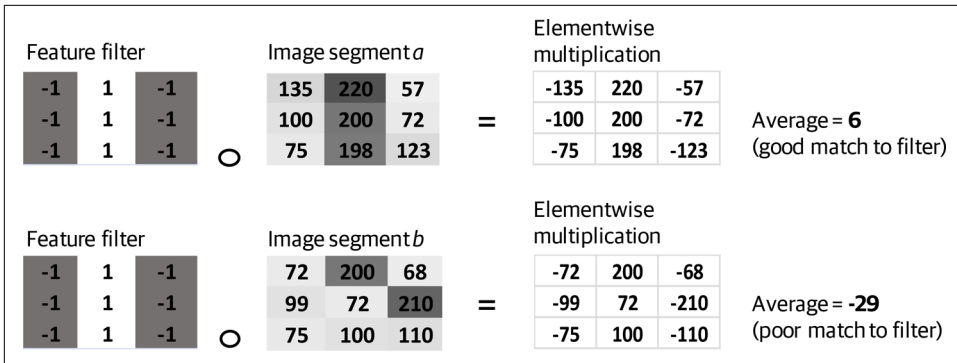 Feature filter
Image segment a
Elementwise
multiplication
-1 1 -1 135 220 57 -135 220 -57
-1 1 -1 100 200 72 = -100 200 -72 Average = 6
-1 1 -1 75 198 123 -75 198 -123 (good match to filter)
Feature filter
Image segment b
Elementwise
multiplication
-1 1 -1 72 200 68 -72 200 -68
-1 1 -1 99 72 210 = -99 72 -210 Average = -29
-1 1 -1 75 100 110 -75 100 -110 (poor match to filter)